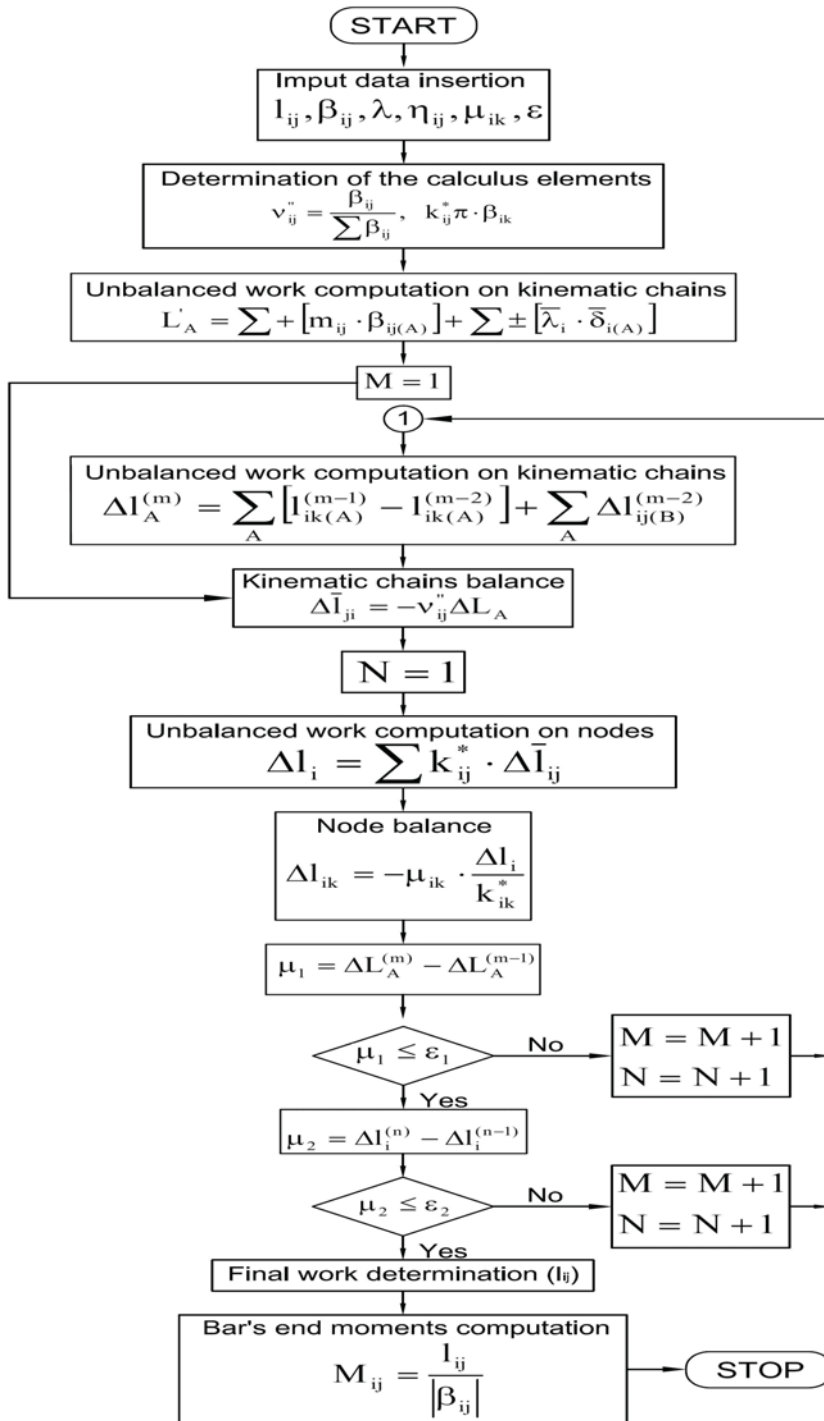 START
Imput data insertion
l_ij, β_ij, λ, η_ij, μ_ik, ε
Determination of the calculus elements
ν''_ij = β_ij / ∑β_ij, k*_ij π · β_ik
Unbalanced work computation on kinematic chains
L'_A = ∑ + [m_ij · β_ij(A)] + ∑ ± [λ̄_i · δ̄_i(A)]
M = 1
1
Unbalanced work computation on kinematic chains
Δl_A^(m) = ∑_A [l_ik(A)^(m−1) − l_ik(A)^(m−2)] + ∑_A Δl_ij(B)^(m−2)
Kinematic chains balance
Δl̄_ji = −ν''_ij ΔL_A
N = 1
Unbalanced work computation on nodes
Δl_i = ∑ k*_ij · Δl̄_ij
Node balance
Δl_ik = −μ_ik · Δl_i / k*_ik
μ_1 = ΔL_A^(m) − ΔL_A^(m−1)
μ_1 ≤ ε_1
No
M = M + 1
N = N + 1
Yes
μ_2 = Δl_i^(n) − Δl_i^(n−1)
μ_2 ≤ ε_2
No
M = M + 1
N = N + 1
Yes
Final work determination (l_ij)
Bar's end moments computation
M_ij = l_ij / |β_ij|
STOP